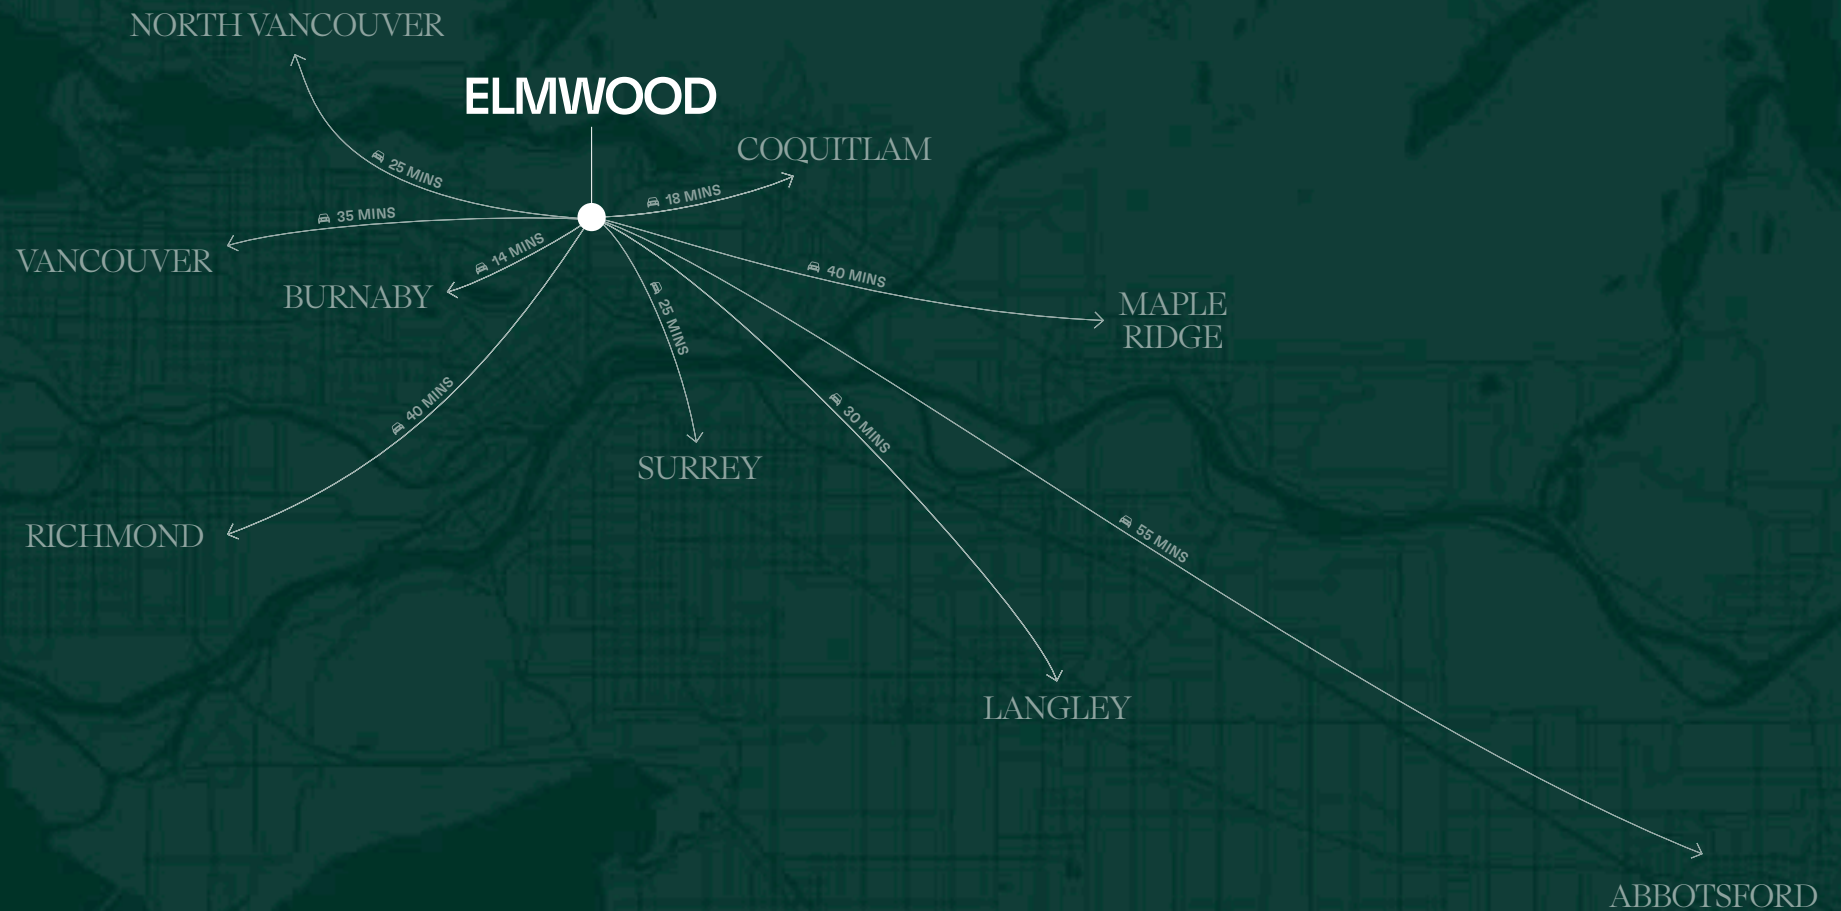 NORTH VANCOUVER
ELMWOOD
COQUITLAM
25 MINS
18 MINS
35 MINS
VANCOUVER
14 MINS
BURNABY
40 MINS
MAPLE
RIDGE
25 MINS
40 MINS
30 MINS
SURREY
RICHMOND
55 MINS
LANGLEY
ABBOTSFORD